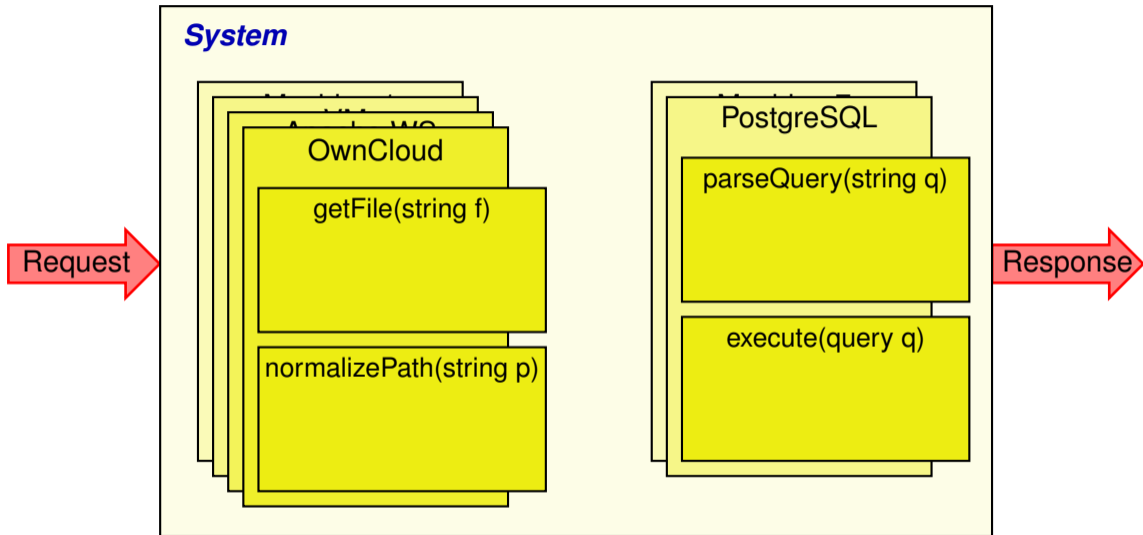 System
OwnCloud
getFile(string f)
normalizePath(string p)
PostgreSQL
parseQuery(string q)
execute(query q)
Request
Response